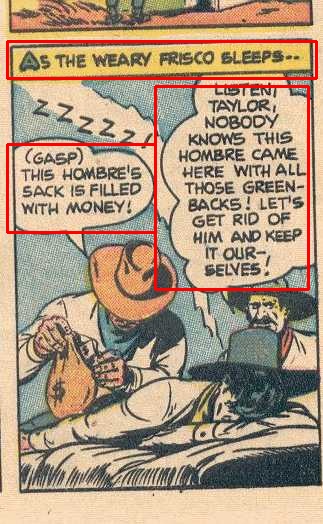 AS THE WEARY FRISCO SLEEPS--
ZZZZZZ!
(GASP)
THIS HOMBRE'S
SACK IS FILLED
WITH MONEY!
LISTEN,
TAYLOR,
NOBODY
KNOWS THIS
HOMBRE CAME
HERE WITH ALL
THOSE GREEN-
BACKS! LET'S
GET RID OF
HIM AND KEEP
IT OUR-
SELVES!
$